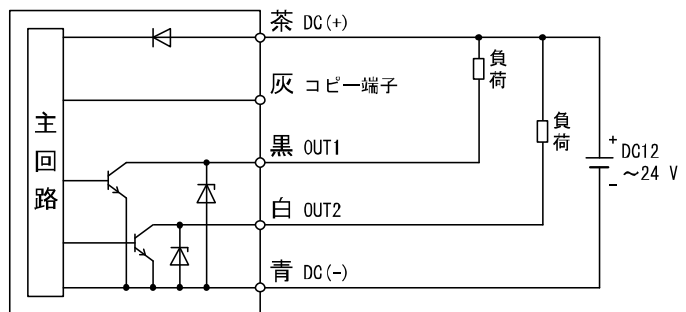 茶 DC(+)
灰 コピー端子
黒 OUT1
白 OUT2
青 DC(-)
主回路
負荷
負荷
+
DC12
～24 V
-